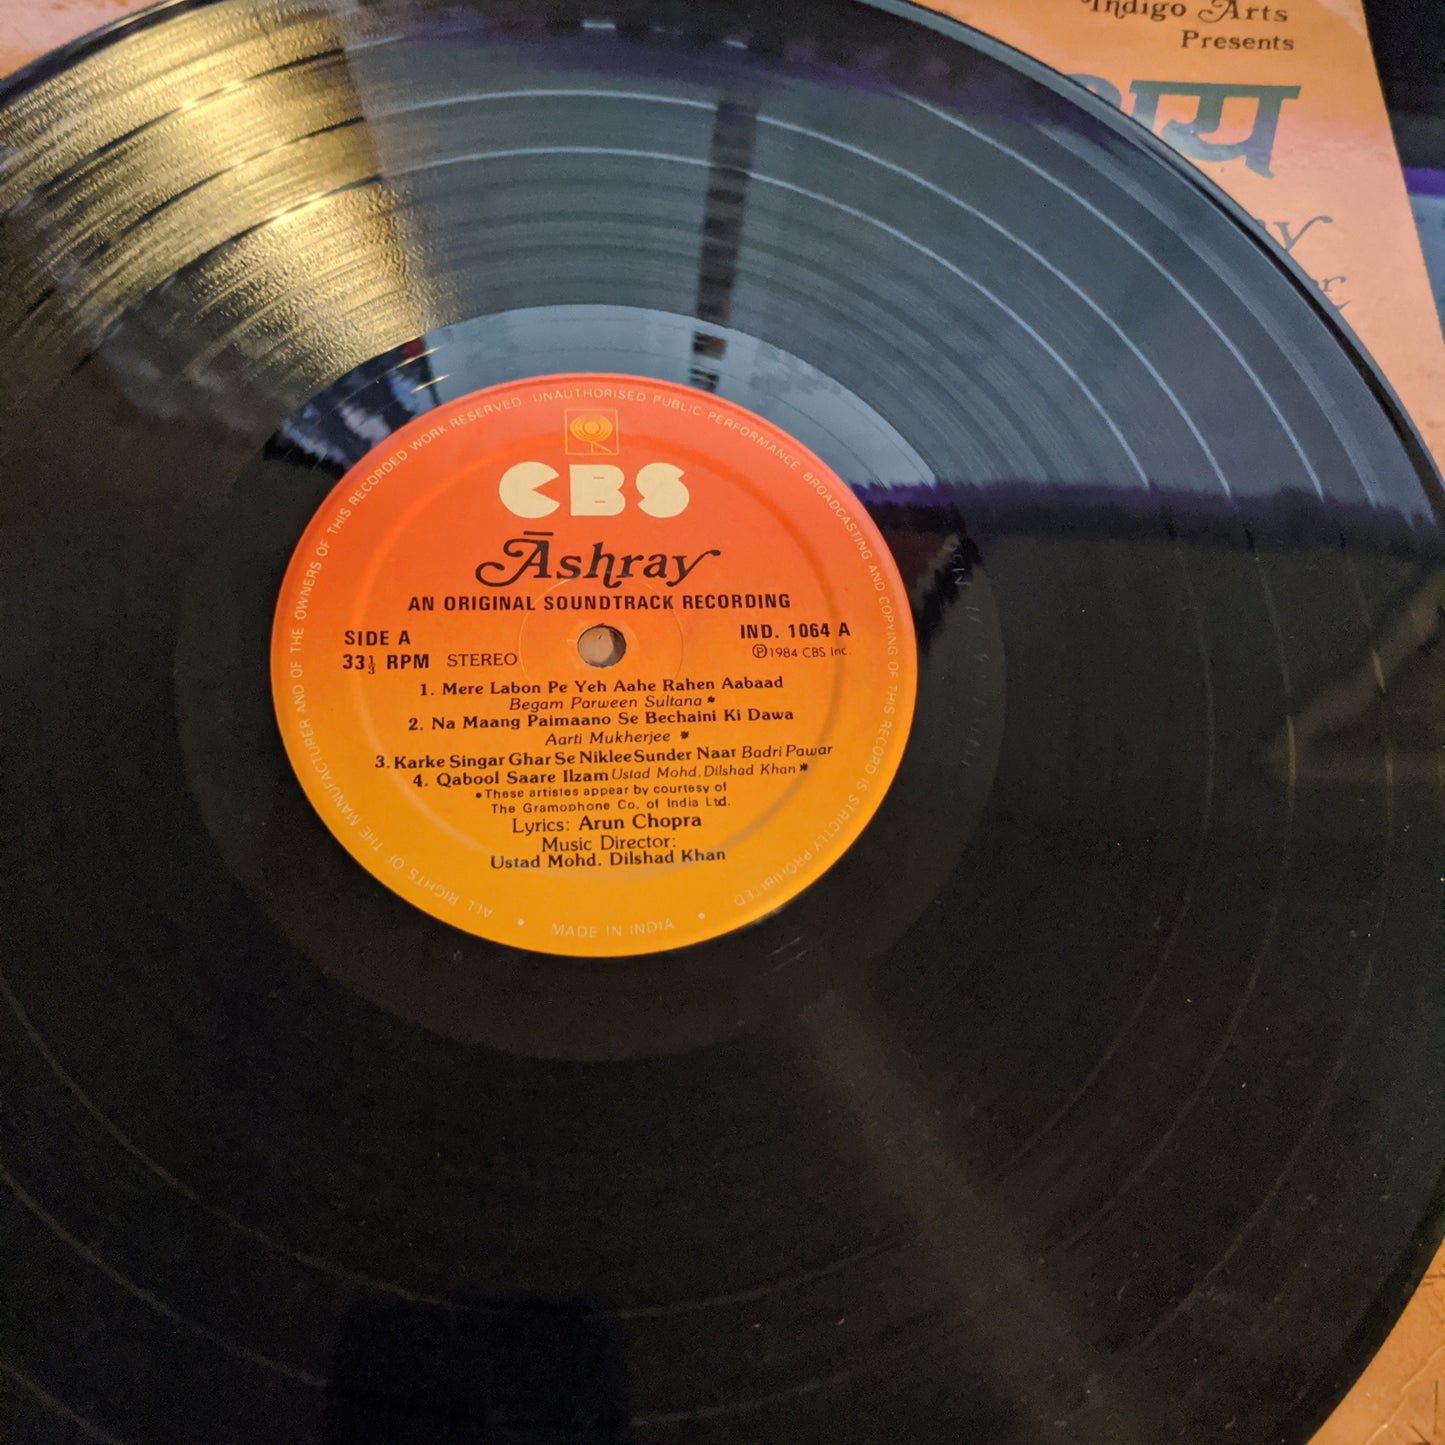 Indigo Arts
Presents
UNAUTHORISED PUBLIC PERFORMANCE BROADCASTING AND COPYING OF THIS RECORD IS STRICTLY PROHIBITED
ALL RIGHTS OF THE MANUFACTURER AND OF THE OWNERS OF THIS RECORDED WORK RESERVED
CBS
Āshray
AN ORIGINAL SOUNDTRACK RECORDING
SIDE A
IND. 1064 A
33⅓ RPM STEREO
Ⓟ1984 CBS Inc.
1. Mere Labon Pe Yeh Aahe Rahen Aabaad
Begam Parween Sultana *
2. Na Maang Paimaano Se Bechaini Ki Dawa
Aarti Mukherjee *
3. Karke Singar Ghar Se Niklee Sunder Naar Badri Pawar
4. Qabool Saare Ilzam Ustad Mohd. Dilshad Khan *
* These artistes appear by courtesy of
The Gramophone Co. of India Ltd.
Lyrics: Arun Chopra
Music Director:
Ustad Mohd. Dilshad Khan
• MADE IN INDIA •